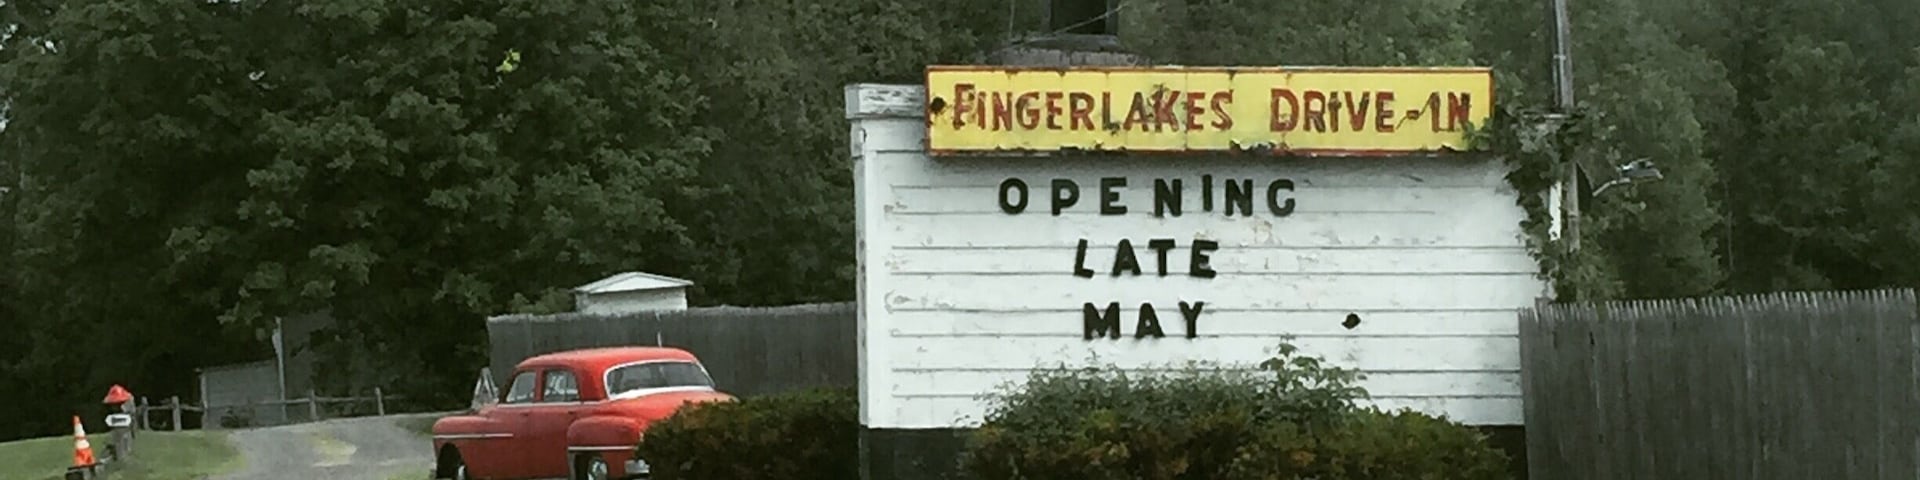 FINGERLAKES DRIVE-IN
OPENING
LATE
MAY